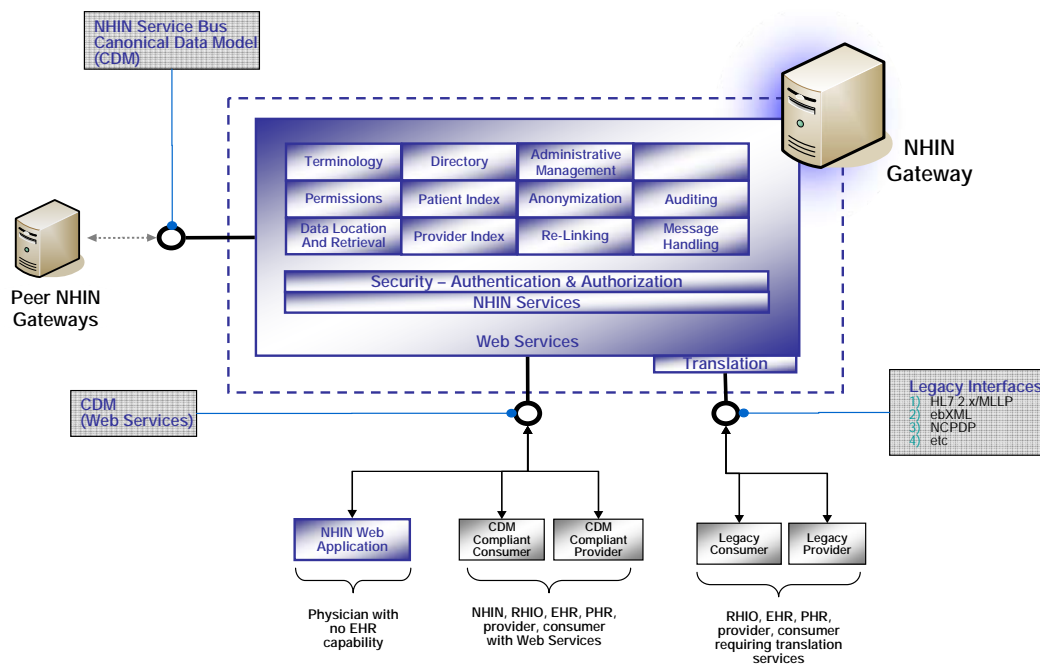 NHIN Service Bus
Canonical Data Model
(CDM)
NHIN
Gateway
Terminology
Directory
Administrative
Management
Permissions
Patient Index
Anonymization
Auditing
Data Location
And Retrieval
Provider Index
Re-Linking
Message
Handling
Security – Authentication & Authorization
NHIN Services
Web Services
Translation
Peer NHIN
Gateways
CDM
(Web Services)
Legacy Interfaces
1) HL7 2.x/MLLP
2) ebXML
3) NCPDP
4) etc
NHIN Web
Application
CDM
Compliant
Consumer
CDM
Compliant
Provider
Legacy
Consumer
Legacy
Provider
Physician with
no EHR
capability
NHIN, RHIO, EHR, PHR,
provider, consumer
with Web Services
RHIO, EHR, PHR,
provider, consumer
requiring translation
services